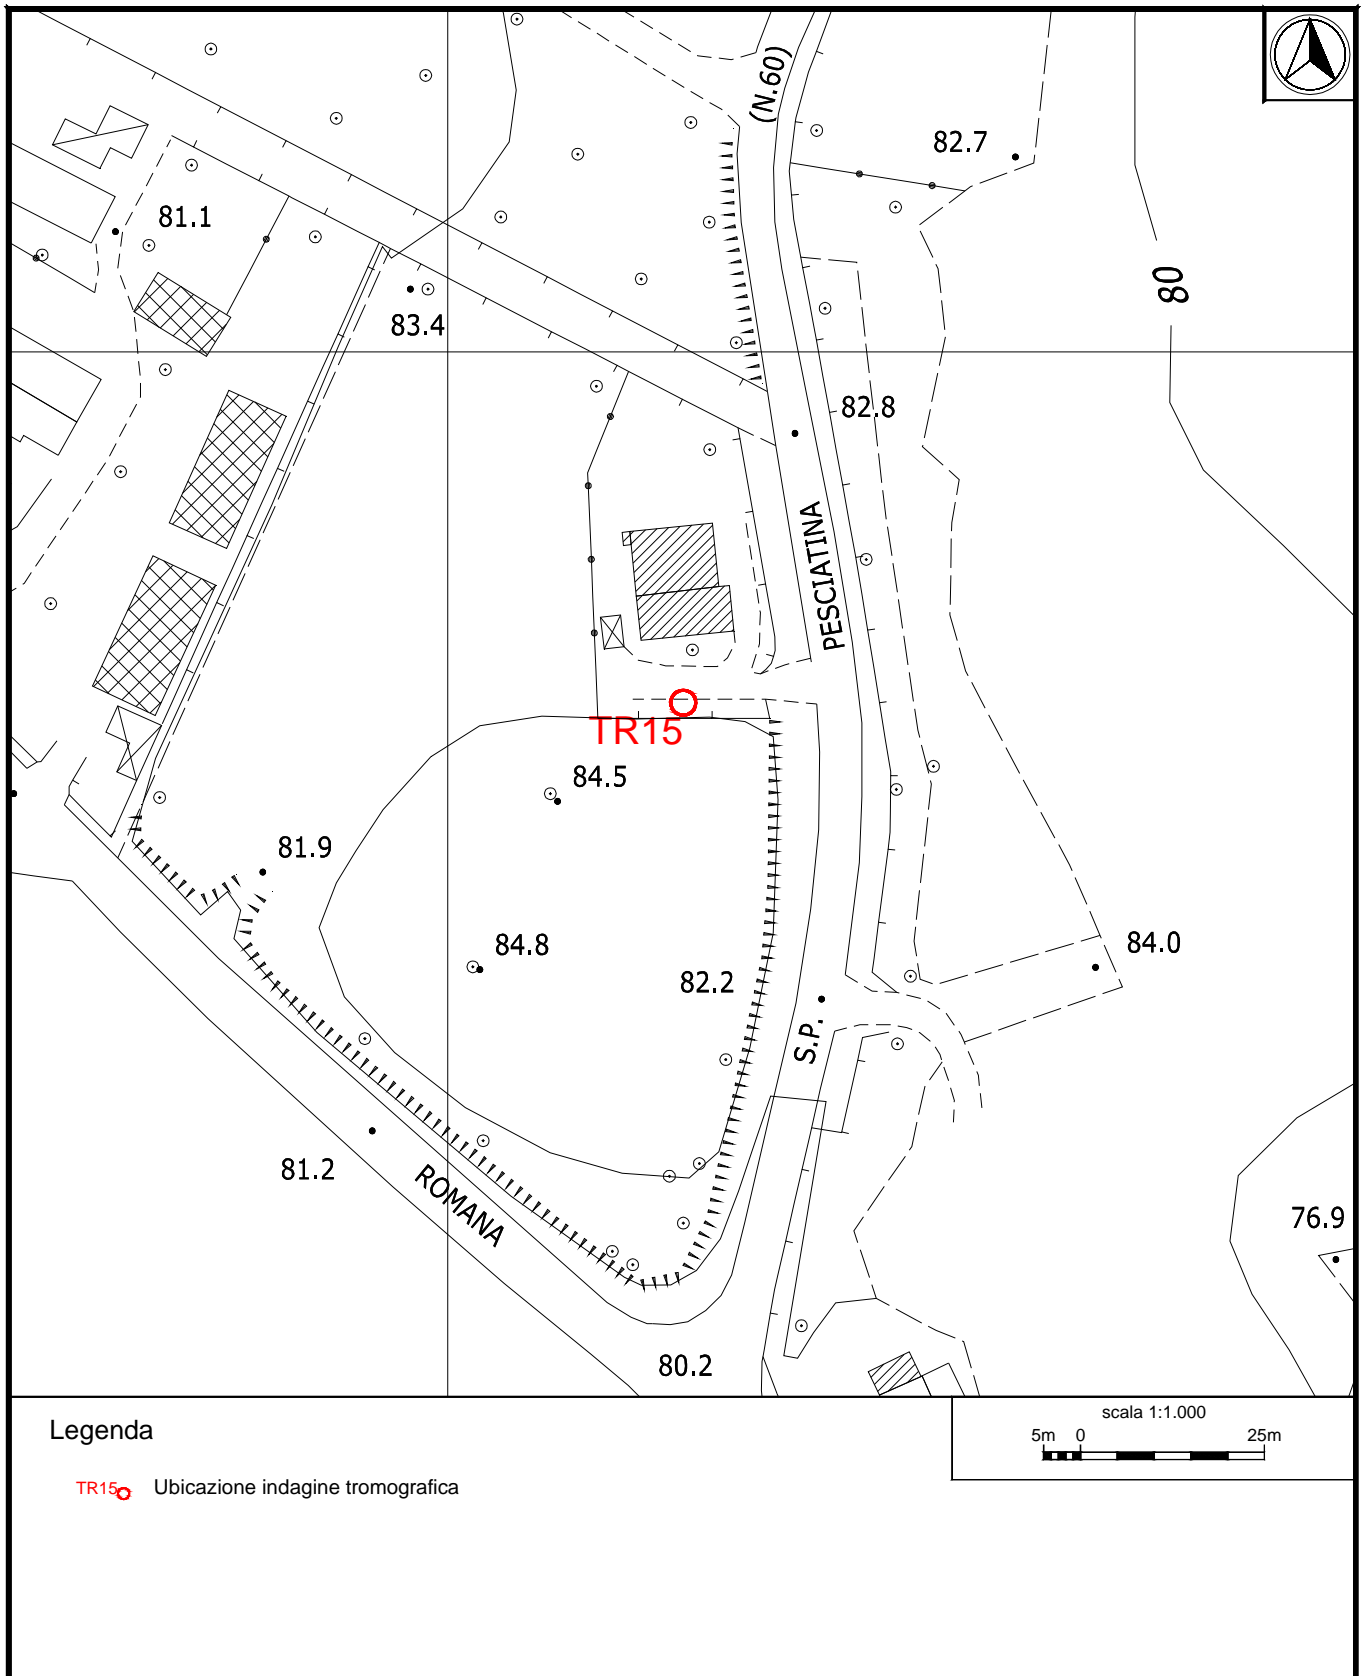 (N.60)
82.7
81.1
80
83.4
82.8
PESCIATINA
TR15
84.5
81.9
84.8
84.0
82.2
S.P.
81.2
ROMANA
76.9
80.2
Legenda
scala 1:1.000
5m 0 25m
TR15 Ubicazione indagine tromografica